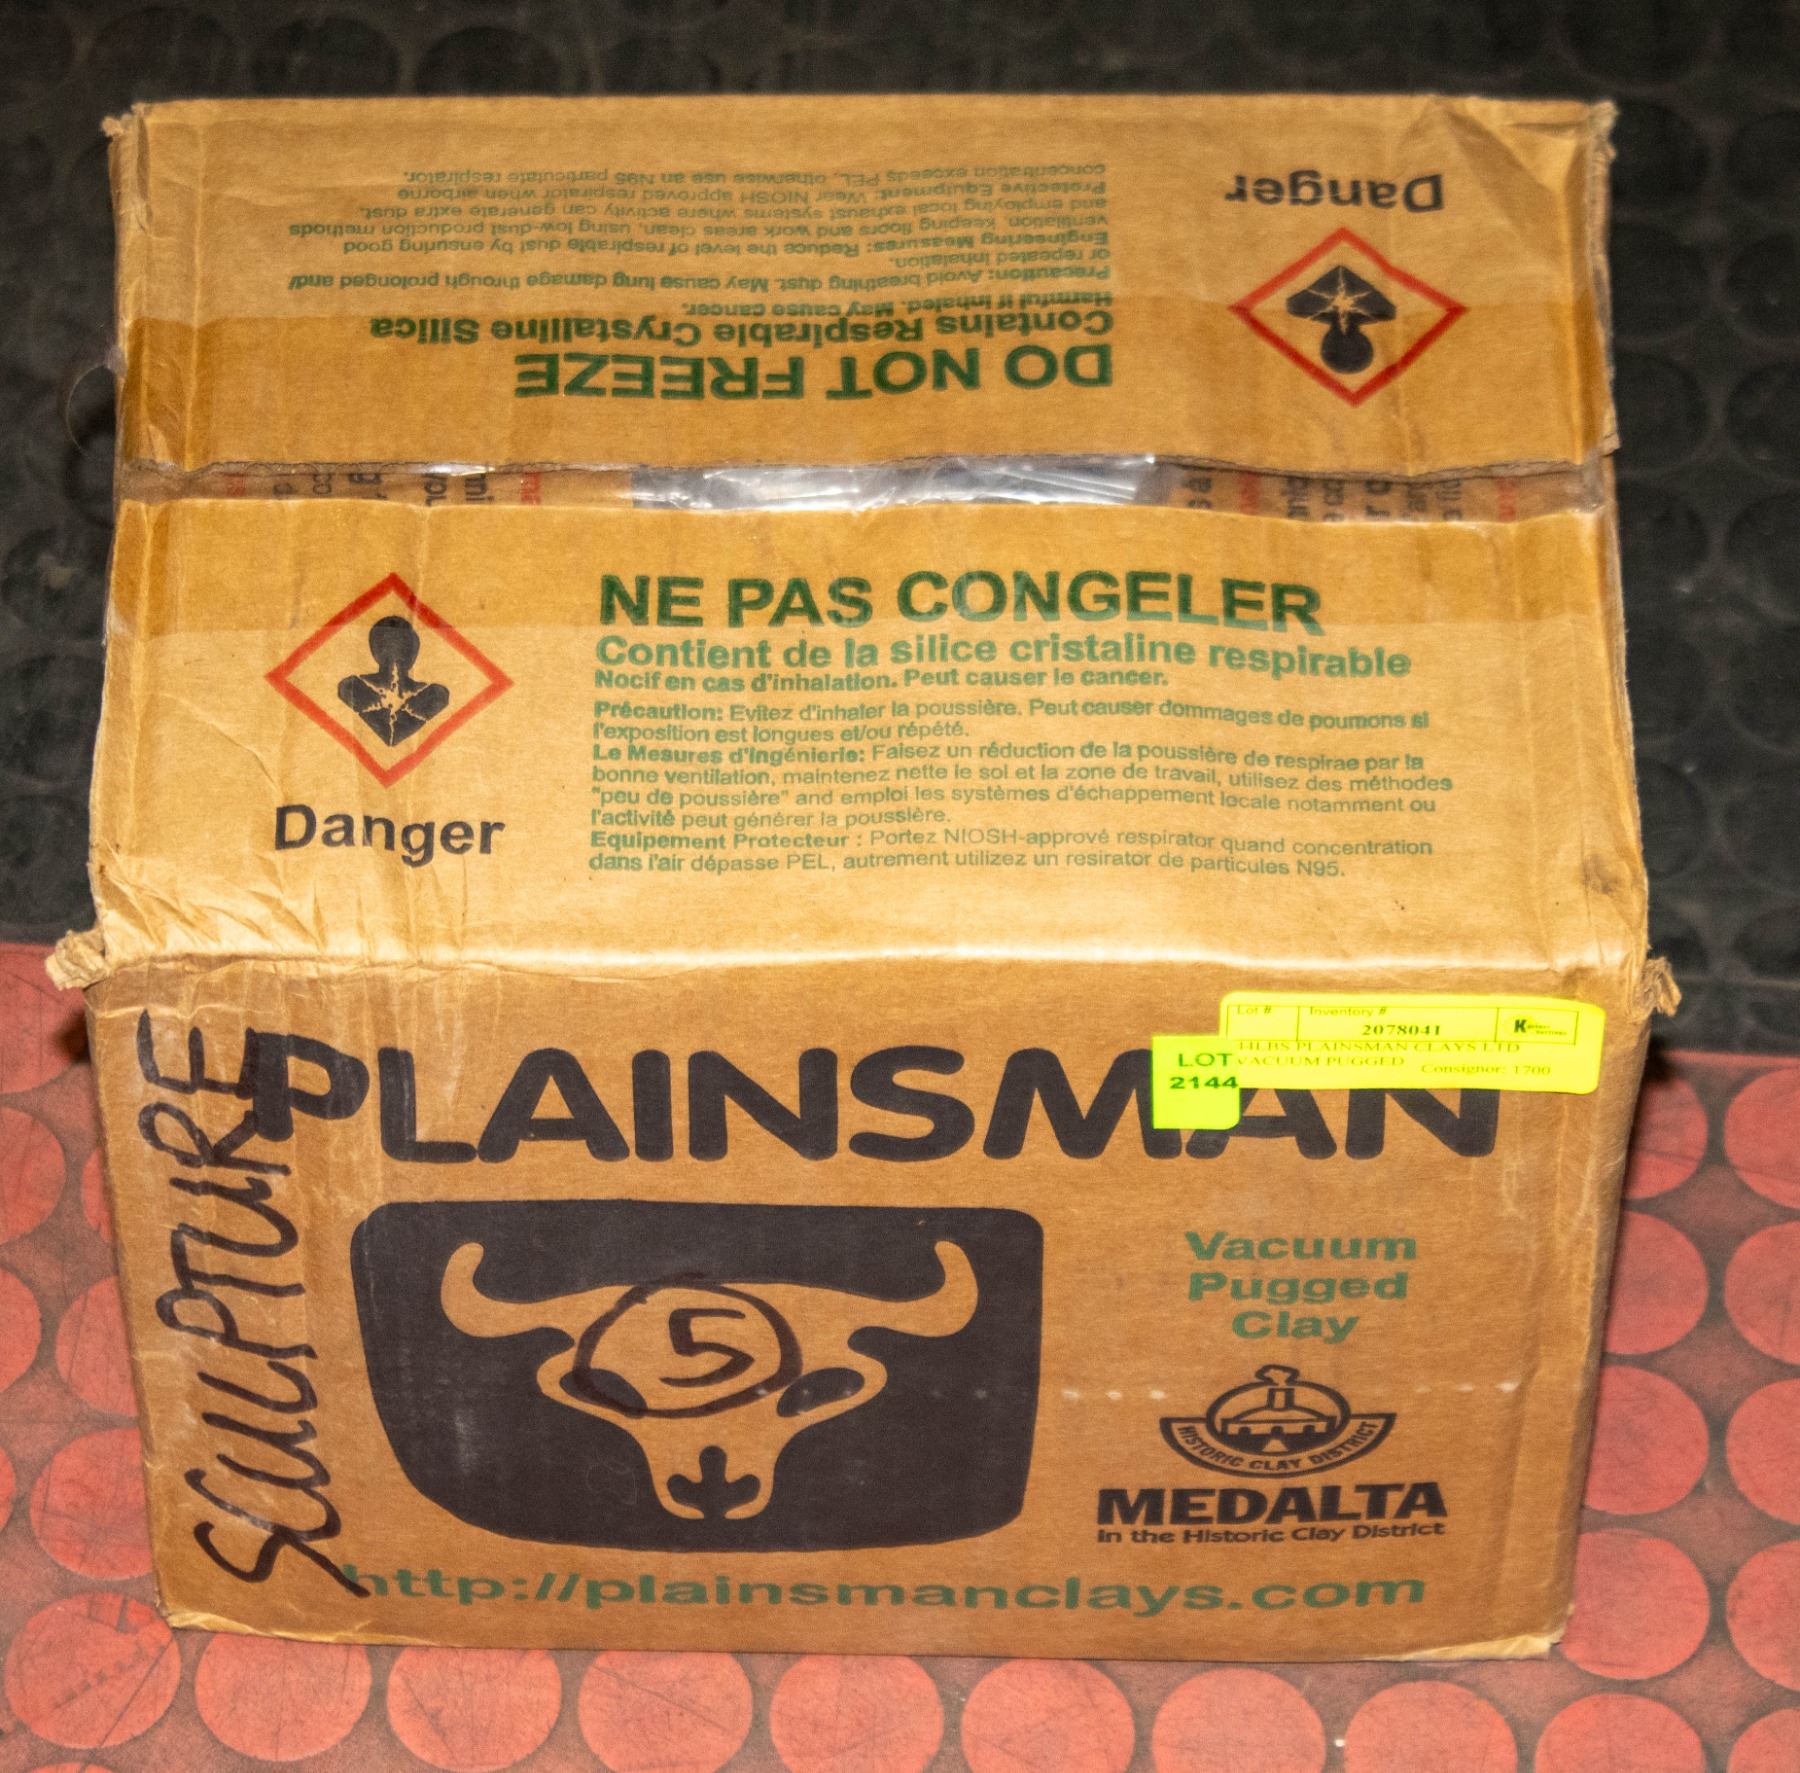 Danger
DO NOT FREEZE
Contains Respirable Crystalline Silica
Harmful if inhaled. May cause cancer.
Precaution: Avoid breathing dust. May cause lung damage through prolonged and/
or repeated inhalation.
Engineering Measures: Reduce the level of respirable dust by ensuring good
ventilation, keeping floors and work areas clean, using low-dust production methods
and employing local exhaust systems where activity can generate extra dust.
Protective Equipment: Wear NIOSH approved respirator when airborne
concentration exceeds PEL, otherwise use an N95 particulate respirator.
NE PAS CONGELER
Contient de la silice cristaline respirable
Nocif en cas d'inhalation. Peut causer le cancer.
Précaution: Evitez d'inhaler la poussière. Peut causer dommages de poumons si
l'exposition est longues et/ou répété.
Le Mesures d'Ingénierie: Faisez un réduction de la poussière de respirae par la
bonne ventilation, maintenez nette le sol et la zone de travail, utilisez des méthodes
"peu de poussière" and emploi les systèmes d'échappement locale notamment ou
l'activité peut générer la poussière.
Equipement Protecteur : Portez NIOSH-apprové respirator quand concentration
dans l'air dépasse PEL, autrement utilizez un resirator de particules N95.
Danger
Lot # Inventory #
2078041
44LBS PLAINSMAN CLAYS LTD
VACUUM PUGGED
Consignor: 1700
LOT
2144
PLAINSMAN
SCULPTURE
5
Vacuum
Pugged
Clay
HISTORIC CLAY DISTRICT
MEDALTA
In the Historic Clay District
http://plainsmanclays.com